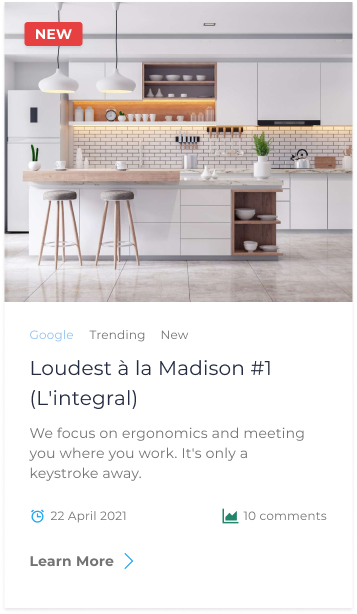 NEW
Google Trending New
Loudest à la Madison #1
(L'integral)
We focus on ergonomics and meeting
you where you work. It's only a
keystroke away.
22 April 2021 10 comments
Learn More